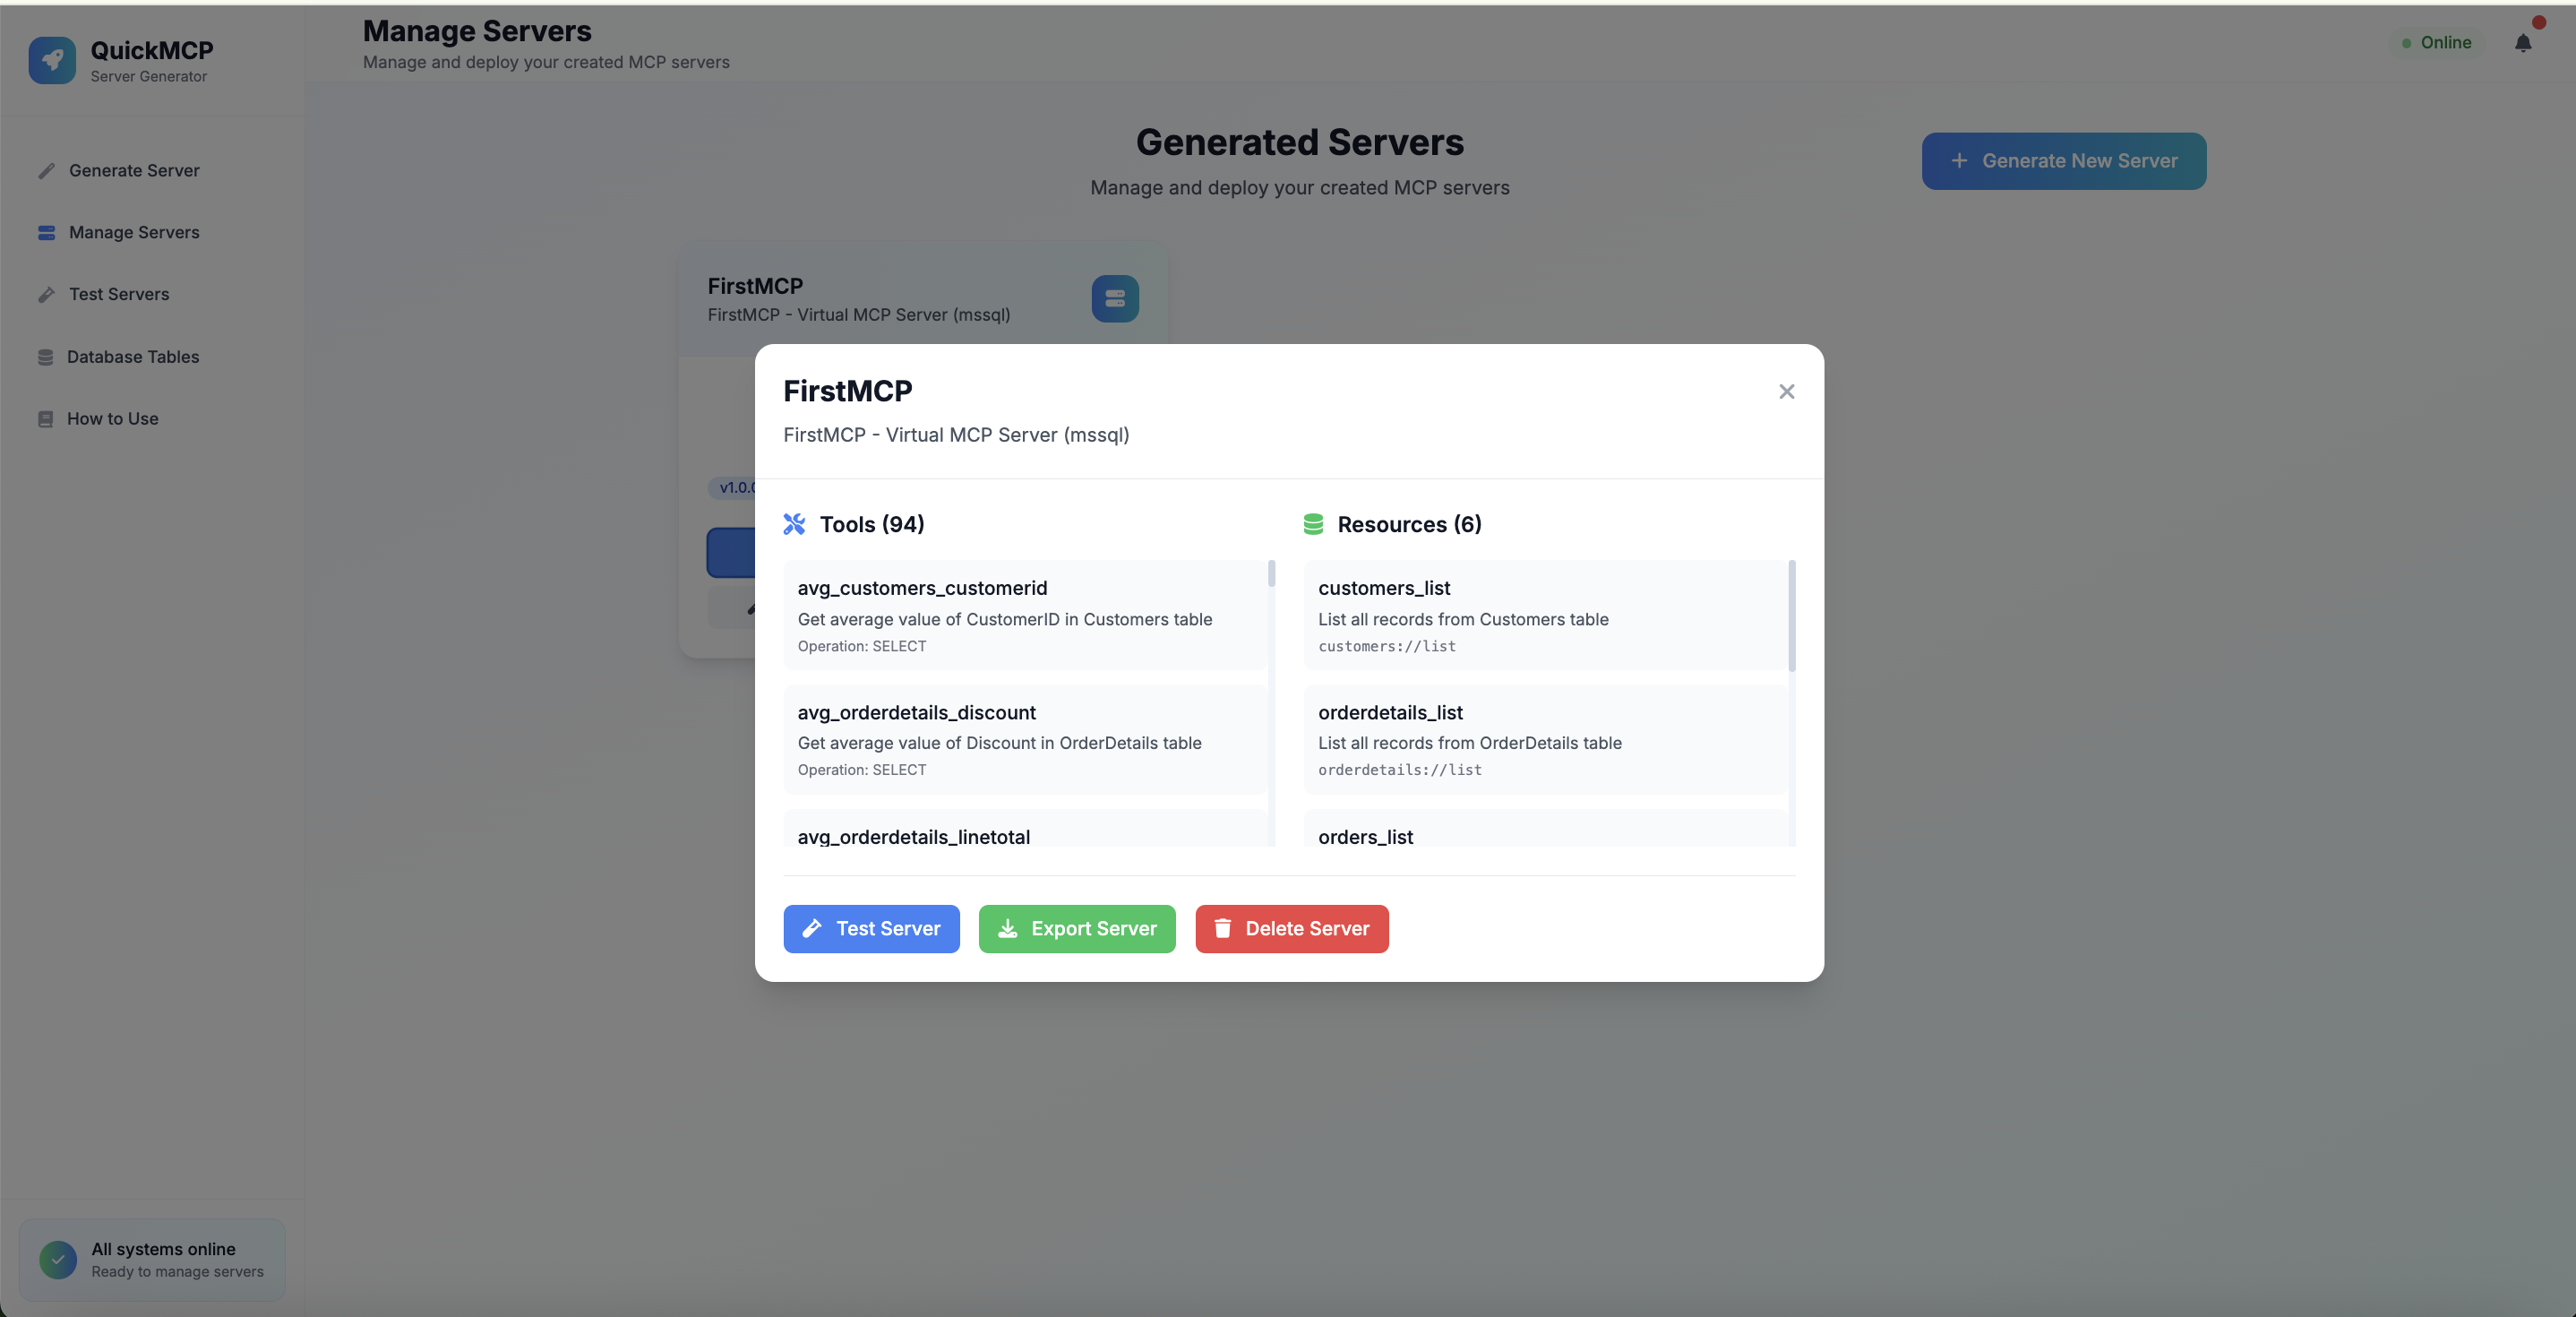 QuickMCP
Server Generator
Generate Server
Manage Servers
Test Servers
Database Tables
How to Use
All systems online
Ready to manage servers
Manage Servers
Manage and deploy your created MCP servers
Online
Generated Servers
Manage and deploy your created MCP servers
Generate New Server
FirstMCP
FirstMCP - Virtual MCP Server (mssql)
FirstMCP
FirstMCP - Virtual MCP Server (mssql)
Tools (94)
avg_customers_customerid
Get average value of CustomerID in Customers table
Operation: SELECT
avg_orderdetails_discount
Get average value of Discount in OrderDetails table
Operation: SELECT
avg_orderdetails_linetotal
Resources (6)
customers_list
List all records from Customers table
customers://list
orderdetails_list
List all records from OrderDetails table
orderdetails://list
orders_list
Test Server
Export Server
Delete Server